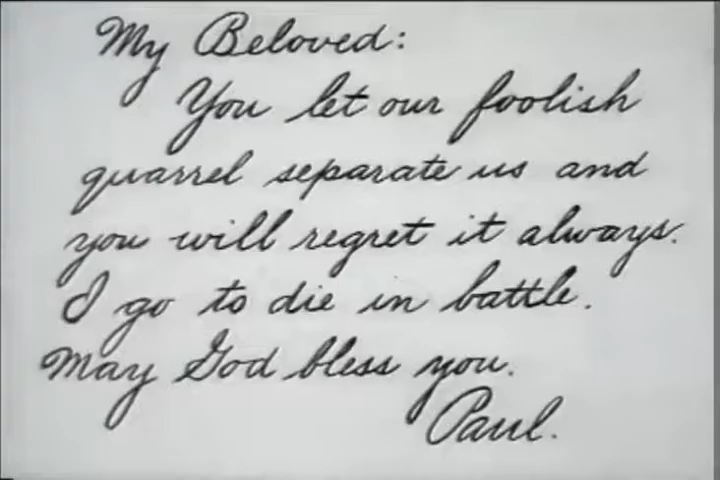 My Beloved:
You let our foolish
quarrel separate us and
you will regret it always.
I go to die in battle.
May God bless you.
Paul.